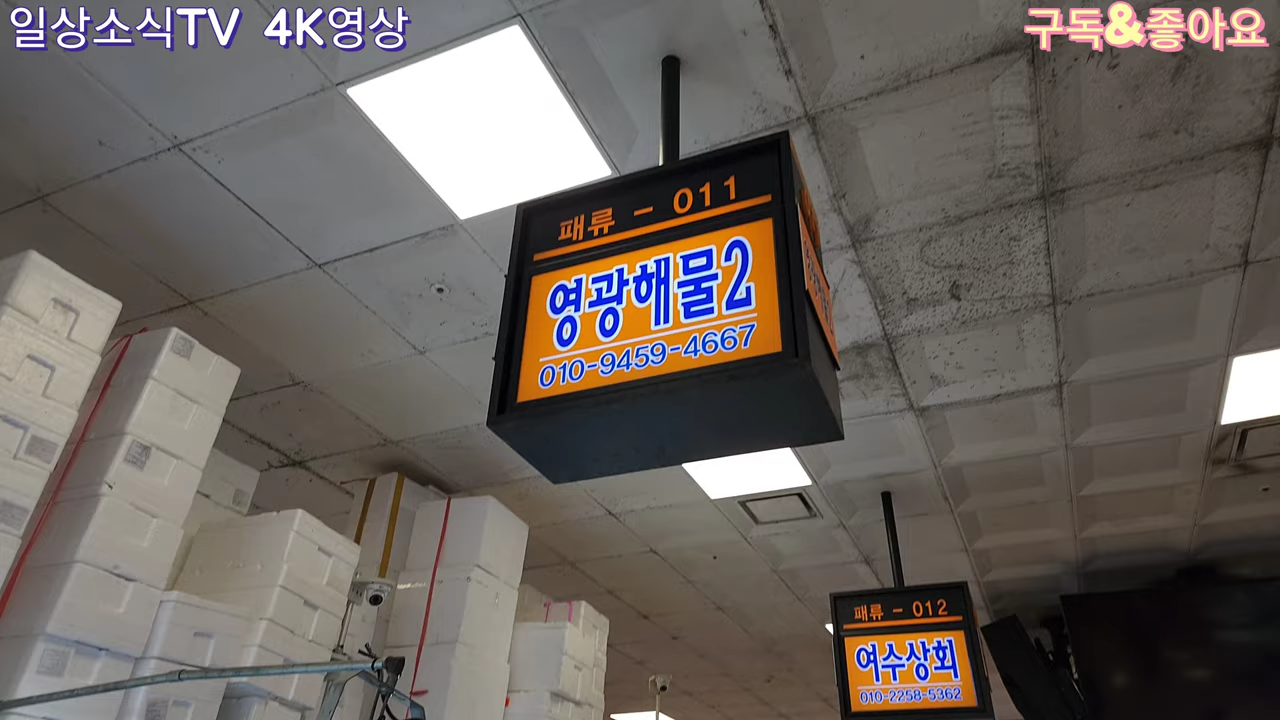 일상소식TV 4K영상
구독&좋아요
패류 - 011
영광해물2
010-9459-4667
패류 - 012
여수상회
010-2258-5362